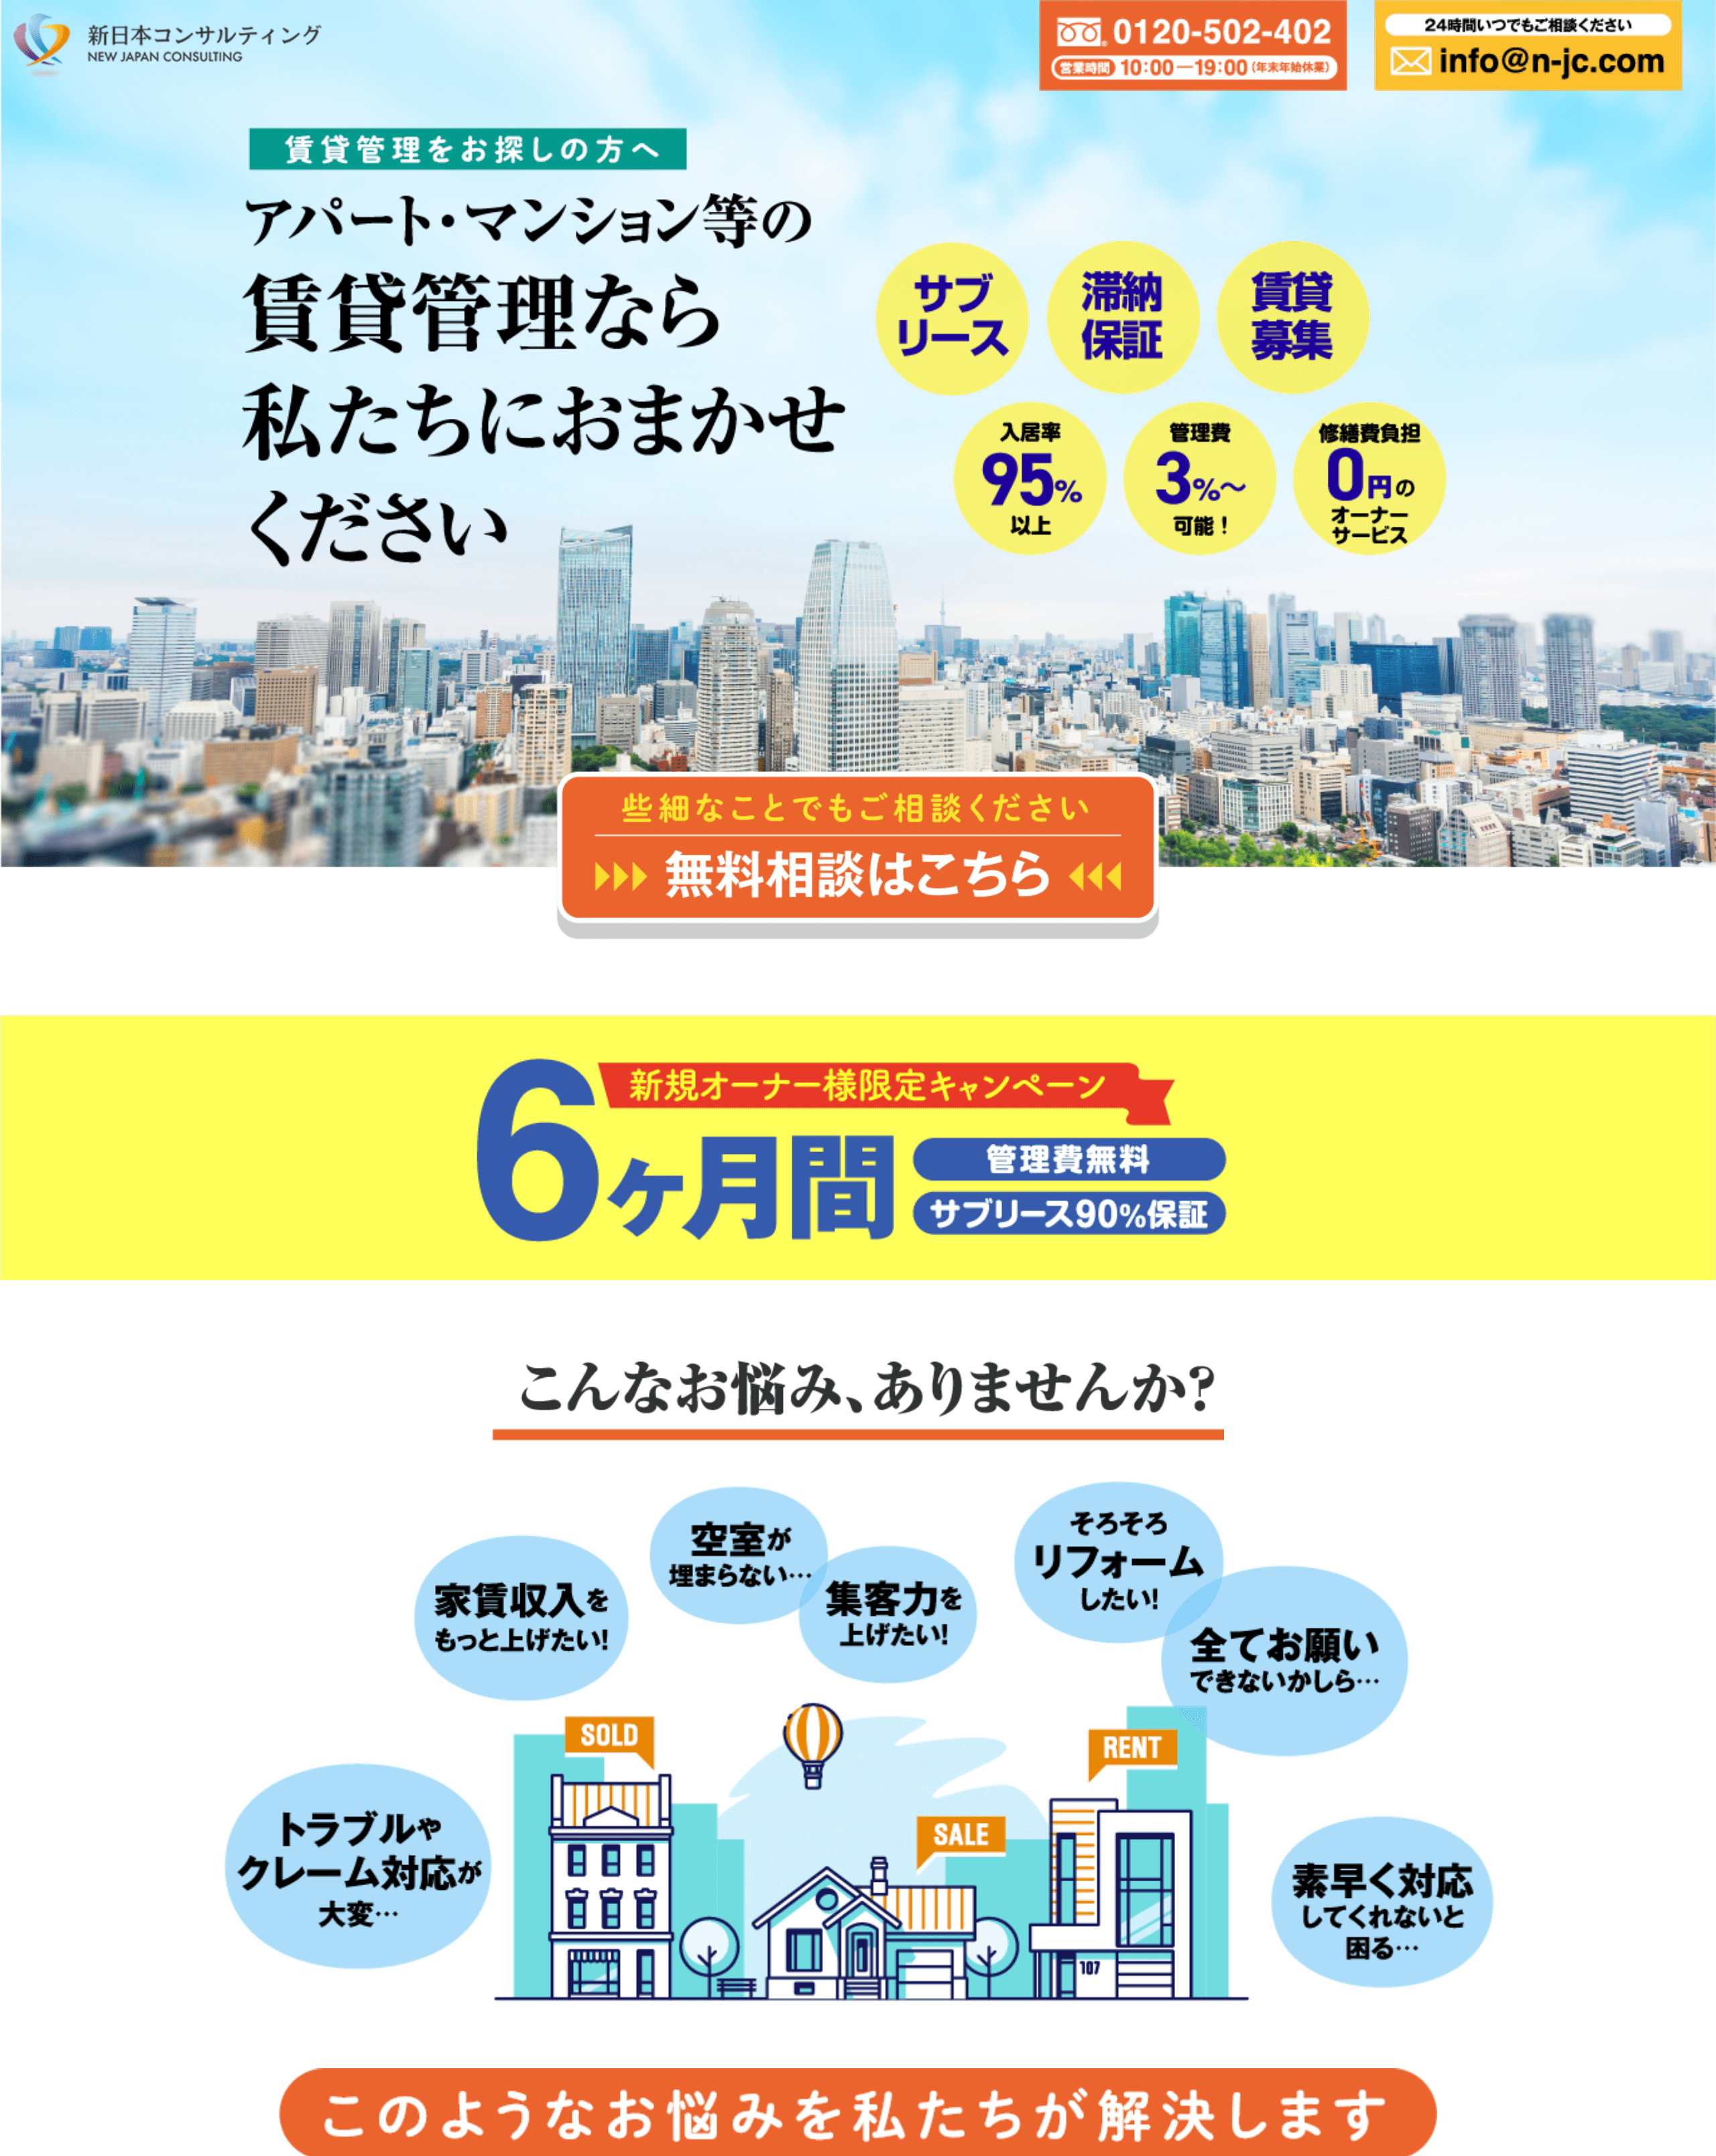 新日本コンサルティング
NEW JAPAN CONSULTING
0120-502-402
営業時間 10:00―19:00(年末年始休業)
24時間いつでもご相談ください
info@n-jc.com
賃貸管理をお探しの方へ
アパート・マンション等の
賃貸管理なら
私たちにおまかせ
ください
サブ
リース
滞納
保証
賃貸
募集
入居率
95%
以上
管理費
3%〜
可能！
修繕費負担
0円の
オーナー
サービス
些細なことでもご相談ください
無料相談はこちら
新規オーナー様限定キャンペーン
6ヶ月間
管理費無料
サブリース90%保証
こんなお悩み、ありませんか?
家賃収入を
もっと上げたい!
空室が
埋まらない…
集客力を
上げたい!
そろそろ
リフォーム
したい!
全てお願い
できないかしら…
トラブルや
クレーム対応が
大変…
SOLD
SALE
RENT
107
素早く対応
してくれないと
困る…
このようなお悩みを私たちが解決します